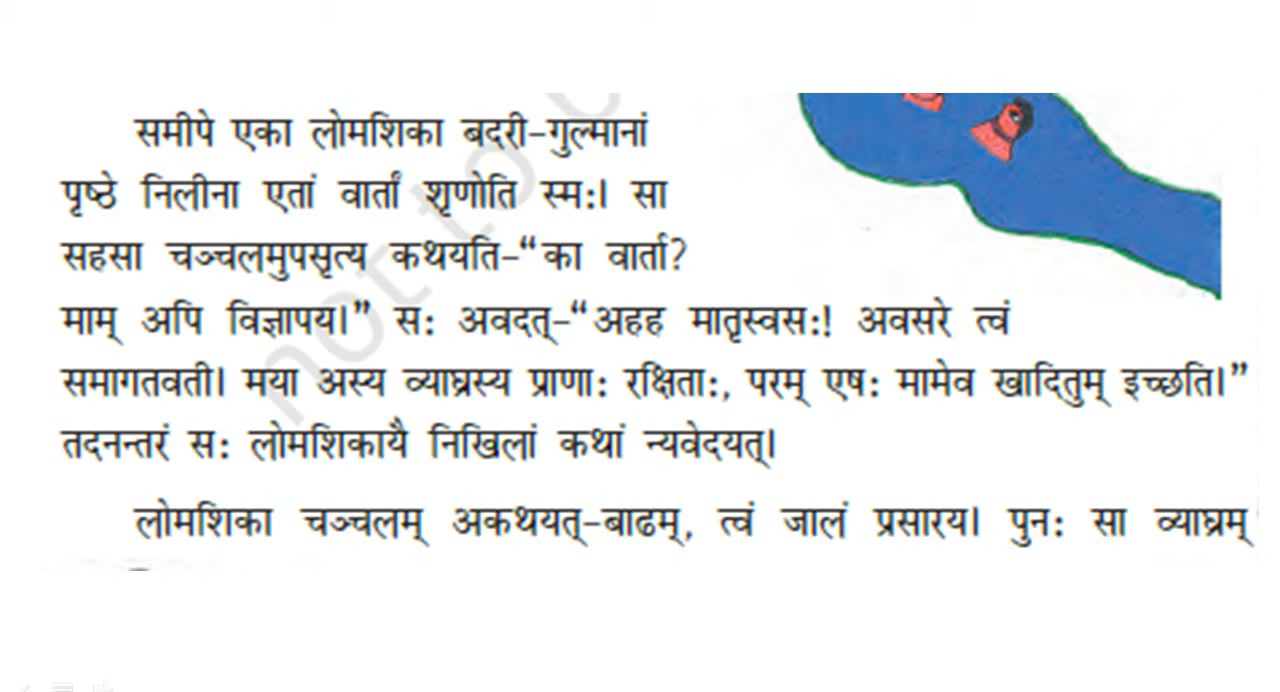 समीपे एका लोमशिका बदरी-गुल्मानां
पृष्ठे निलीना एतां वार्तां शृणोति स्म:। सा
सहसा चञ्चलमुपसृत्य कथयति-“का वार्ता?
माम् अपि विज्ञापय।” स: अवदत्-“अहह मातृस्वस:! अवसरे त्वं
समागतवती। मया अस्य व्याघ्रस्य प्राणा: रक्षिता:, परम् एष: मामेव खादितुम् इच्छति।”
तदनन्तरं स: लोमशिकायै निखिलां कथां न्यवेदयत्।
लोमशिका चञ्चलम् अकथयत्-बाढम्, त्वं जालं प्रसारय। पुन: सा व्याघ्रम्
not to